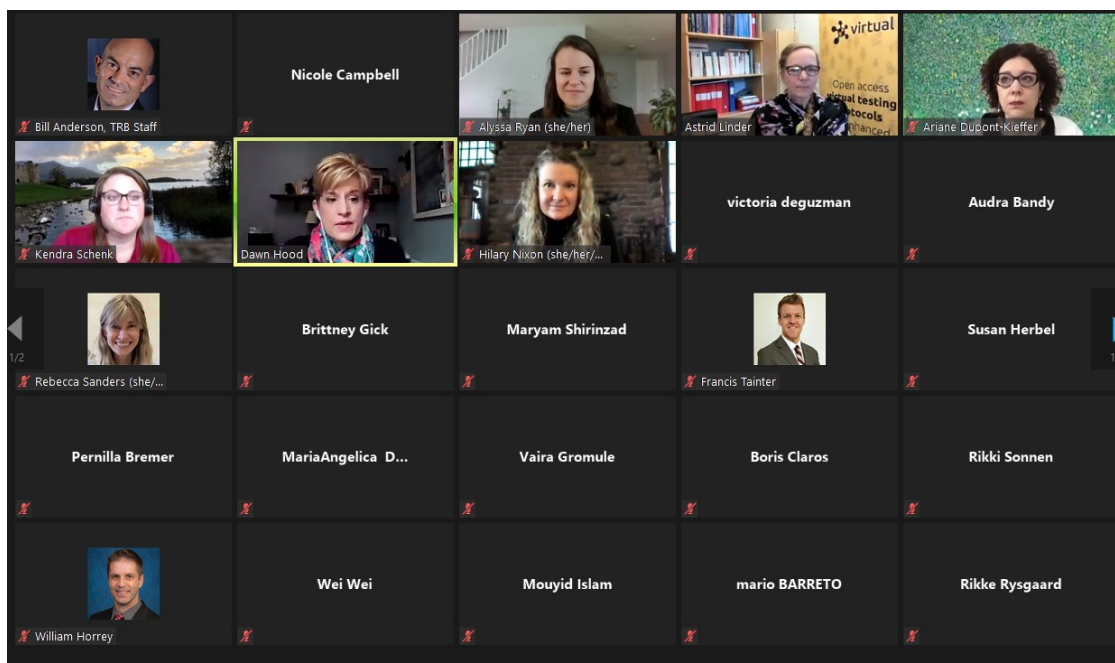 Bill Anderson, TRB Staff
Nicole Campbell
Alyssa Ryan (she/her)
virtual
Open access
virtual testing
otocols
nhanced
Astrid Linder
Ariane Dupont-Kieffer
Kendra Schenk
Dawn Hood
Hilary Nixon (she/her/...
victoria deguzman
Audra Bandy
1/2
Rebecca Sanders (she/...
Brittney Gick
Maryam Shirinzad
Francis Tainter
Susan Herbel
1
Pernilla Bremer
MariaAngelica D...
Vaira Gromule
Boris Claros
Rikki Sonnen
William Horrey
Wei Wei
Mouyid Islam
mario BARRETO
Rikke Rysgaard